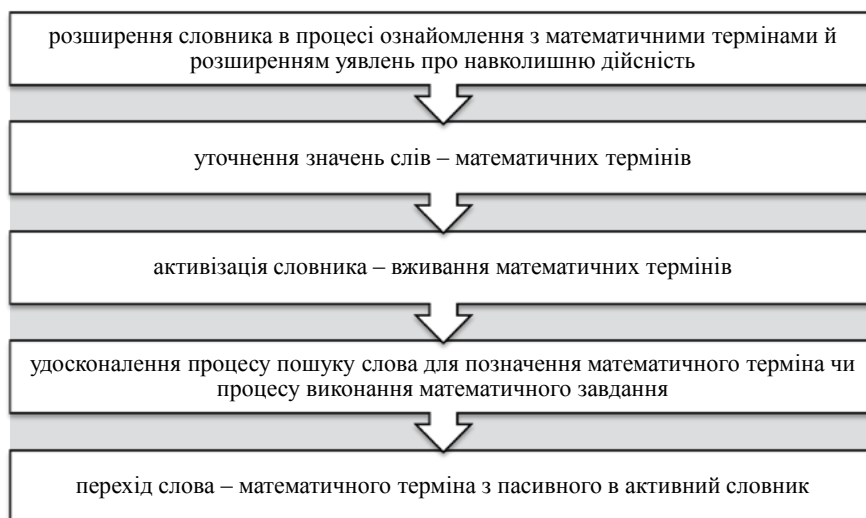 розширення словника в процесі ознайомлення з математичними термінами й
розширенням уявлень про навколишню дійсність
уточнення значень слів – математичних термінів
активізація словника – вживання математичних термінів
удосконалення процесу пошуку слова для позначення математичного терміна чи
процесу виконання математичного завдання
перехід слова – математичного терміна з пасивного в активний словник